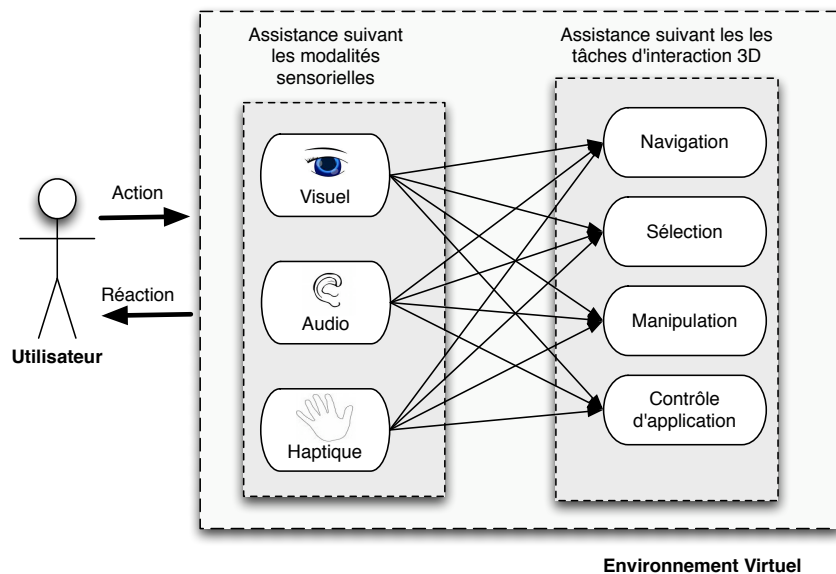 Assistance suivant
les modalités
sensorielles
Assistance suivant les les
tâches d'interaction 3D
Action
Réaction
Utilisateur
Visuel
Audio
Haptique
Navigation
Sélection
Manipulation
Contrôle
d'application
Environnement Virtuel